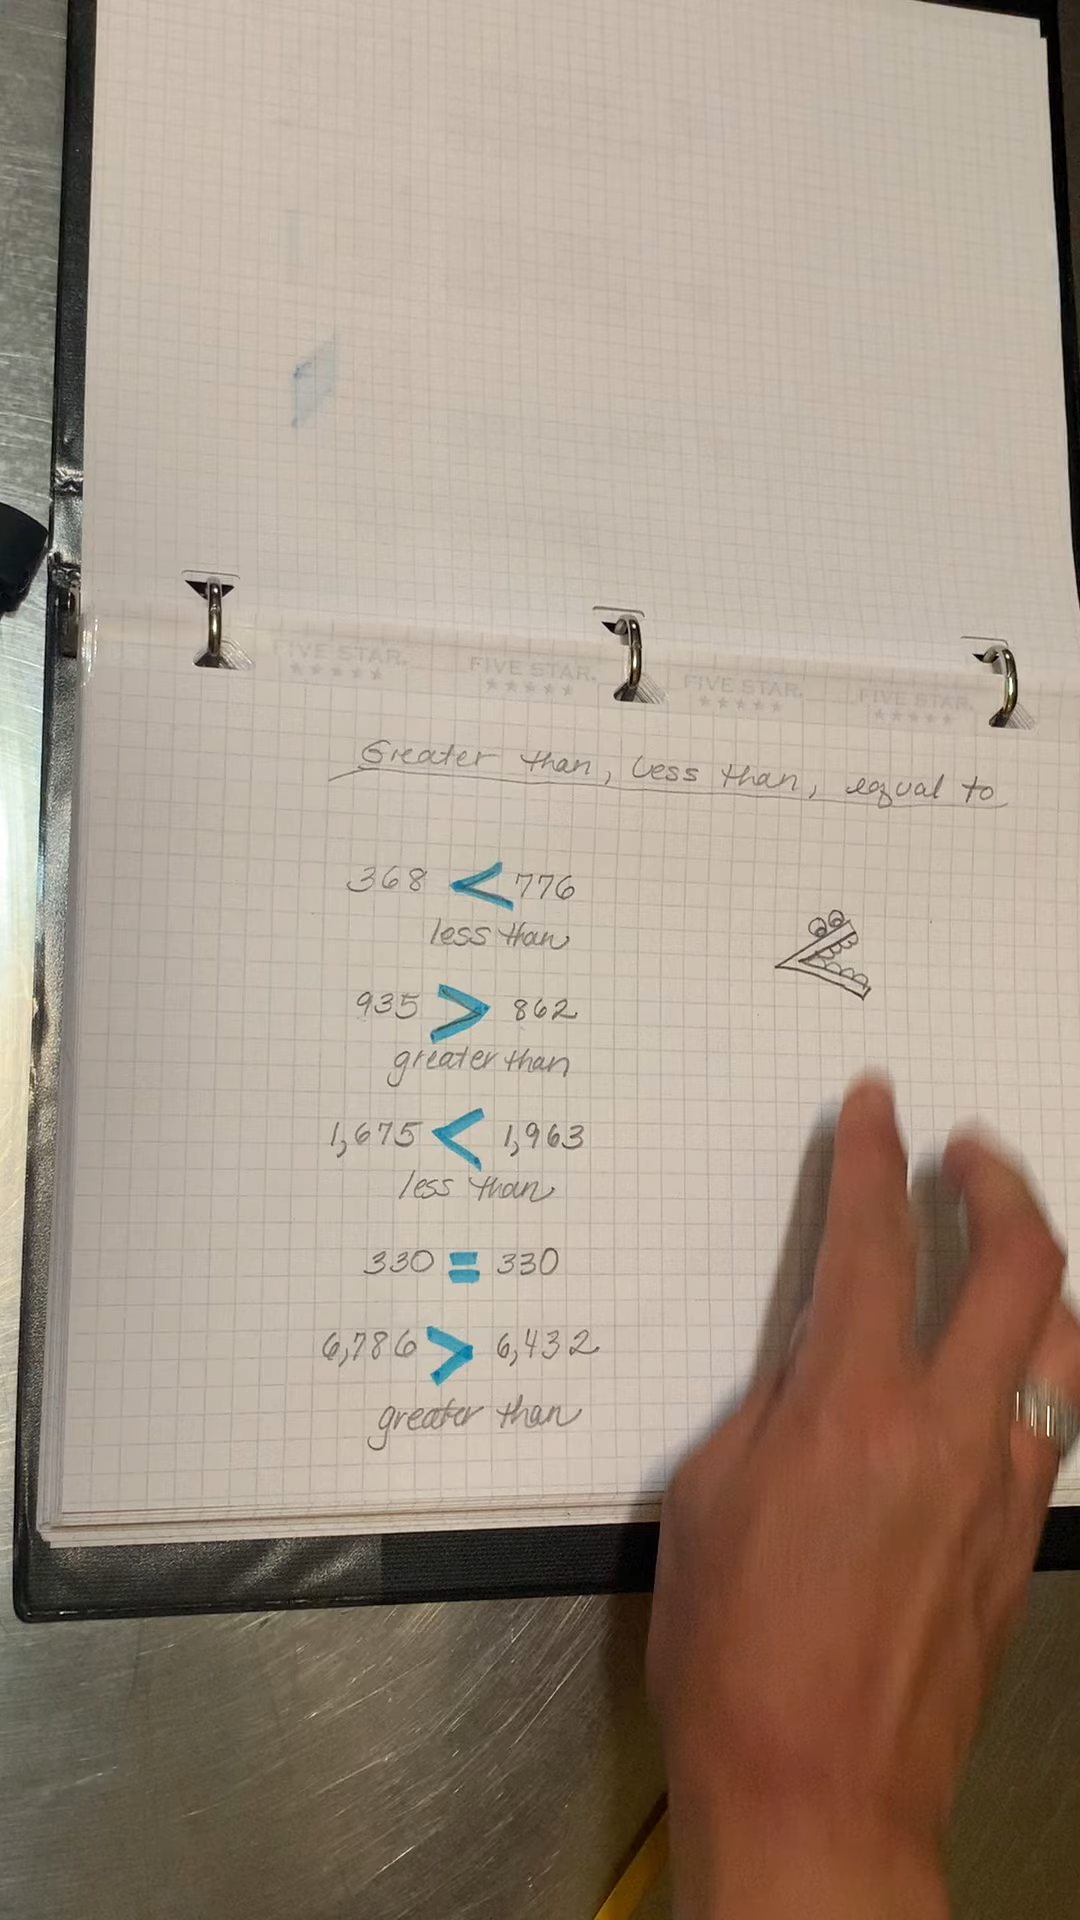 FIVE STAR. FIVE STAR. FIVE STAR. FIVE STAR.
Greater than, Less than, equal to
368 < 776
less than
935 > 862
greater than
1,675 < 1,963
less than
330 = 330
6,786 > 6,432
greater than